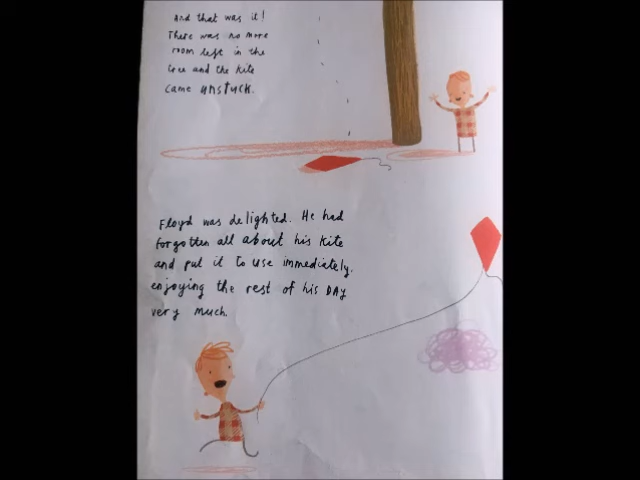 And that was it!
There was no more
room left in the
tree and the kite
came unstuck.
Floyd was delighted. He had
forgotten all about his kite
and put it to use immediately,
enjoying the rest of his DAY
very much.